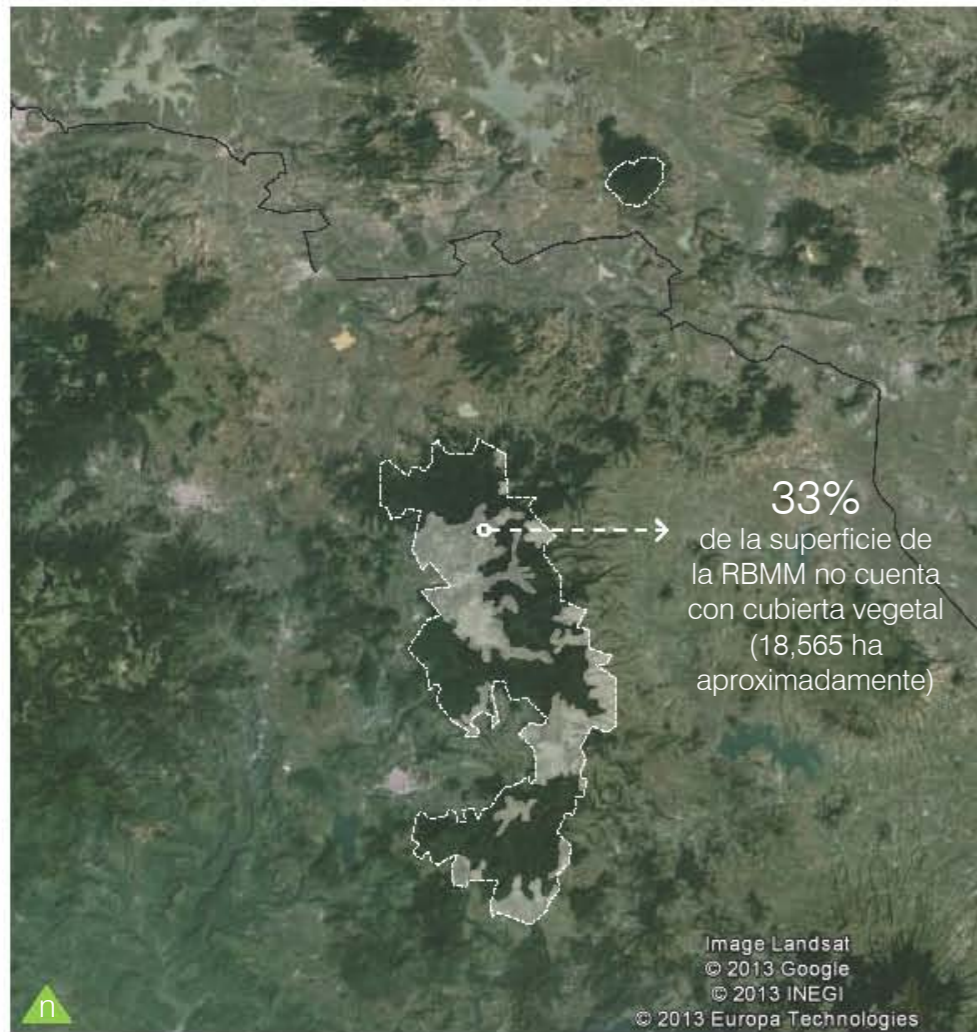 33%
de la superficie de
la RBMM no cuenta
con cubierta vegetal
(18,565 ha
aproximadamente)
Image Landsat
© 2013 Google
© 2013 INEGI
© 2013 Europa Technologies
n